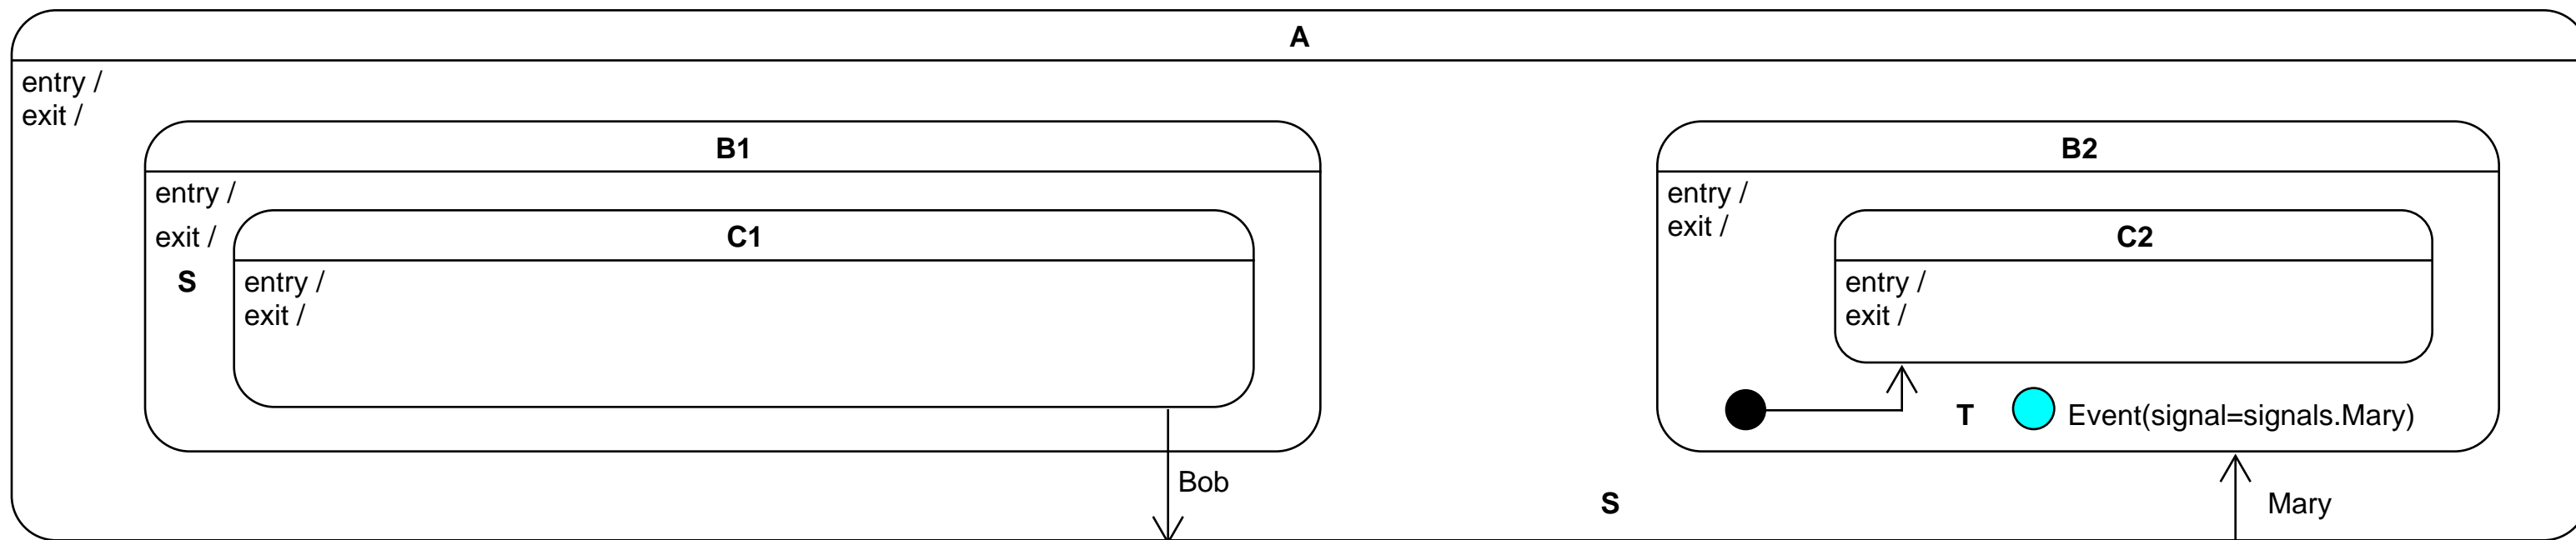 A
entry /
exit /
B1
entry /
exit /
S
C1
entry /
exit /
Bob
B2
entry /
exit /
C2
entry /
exit /
T
Event(signal=signals.Mary)
S
Mary